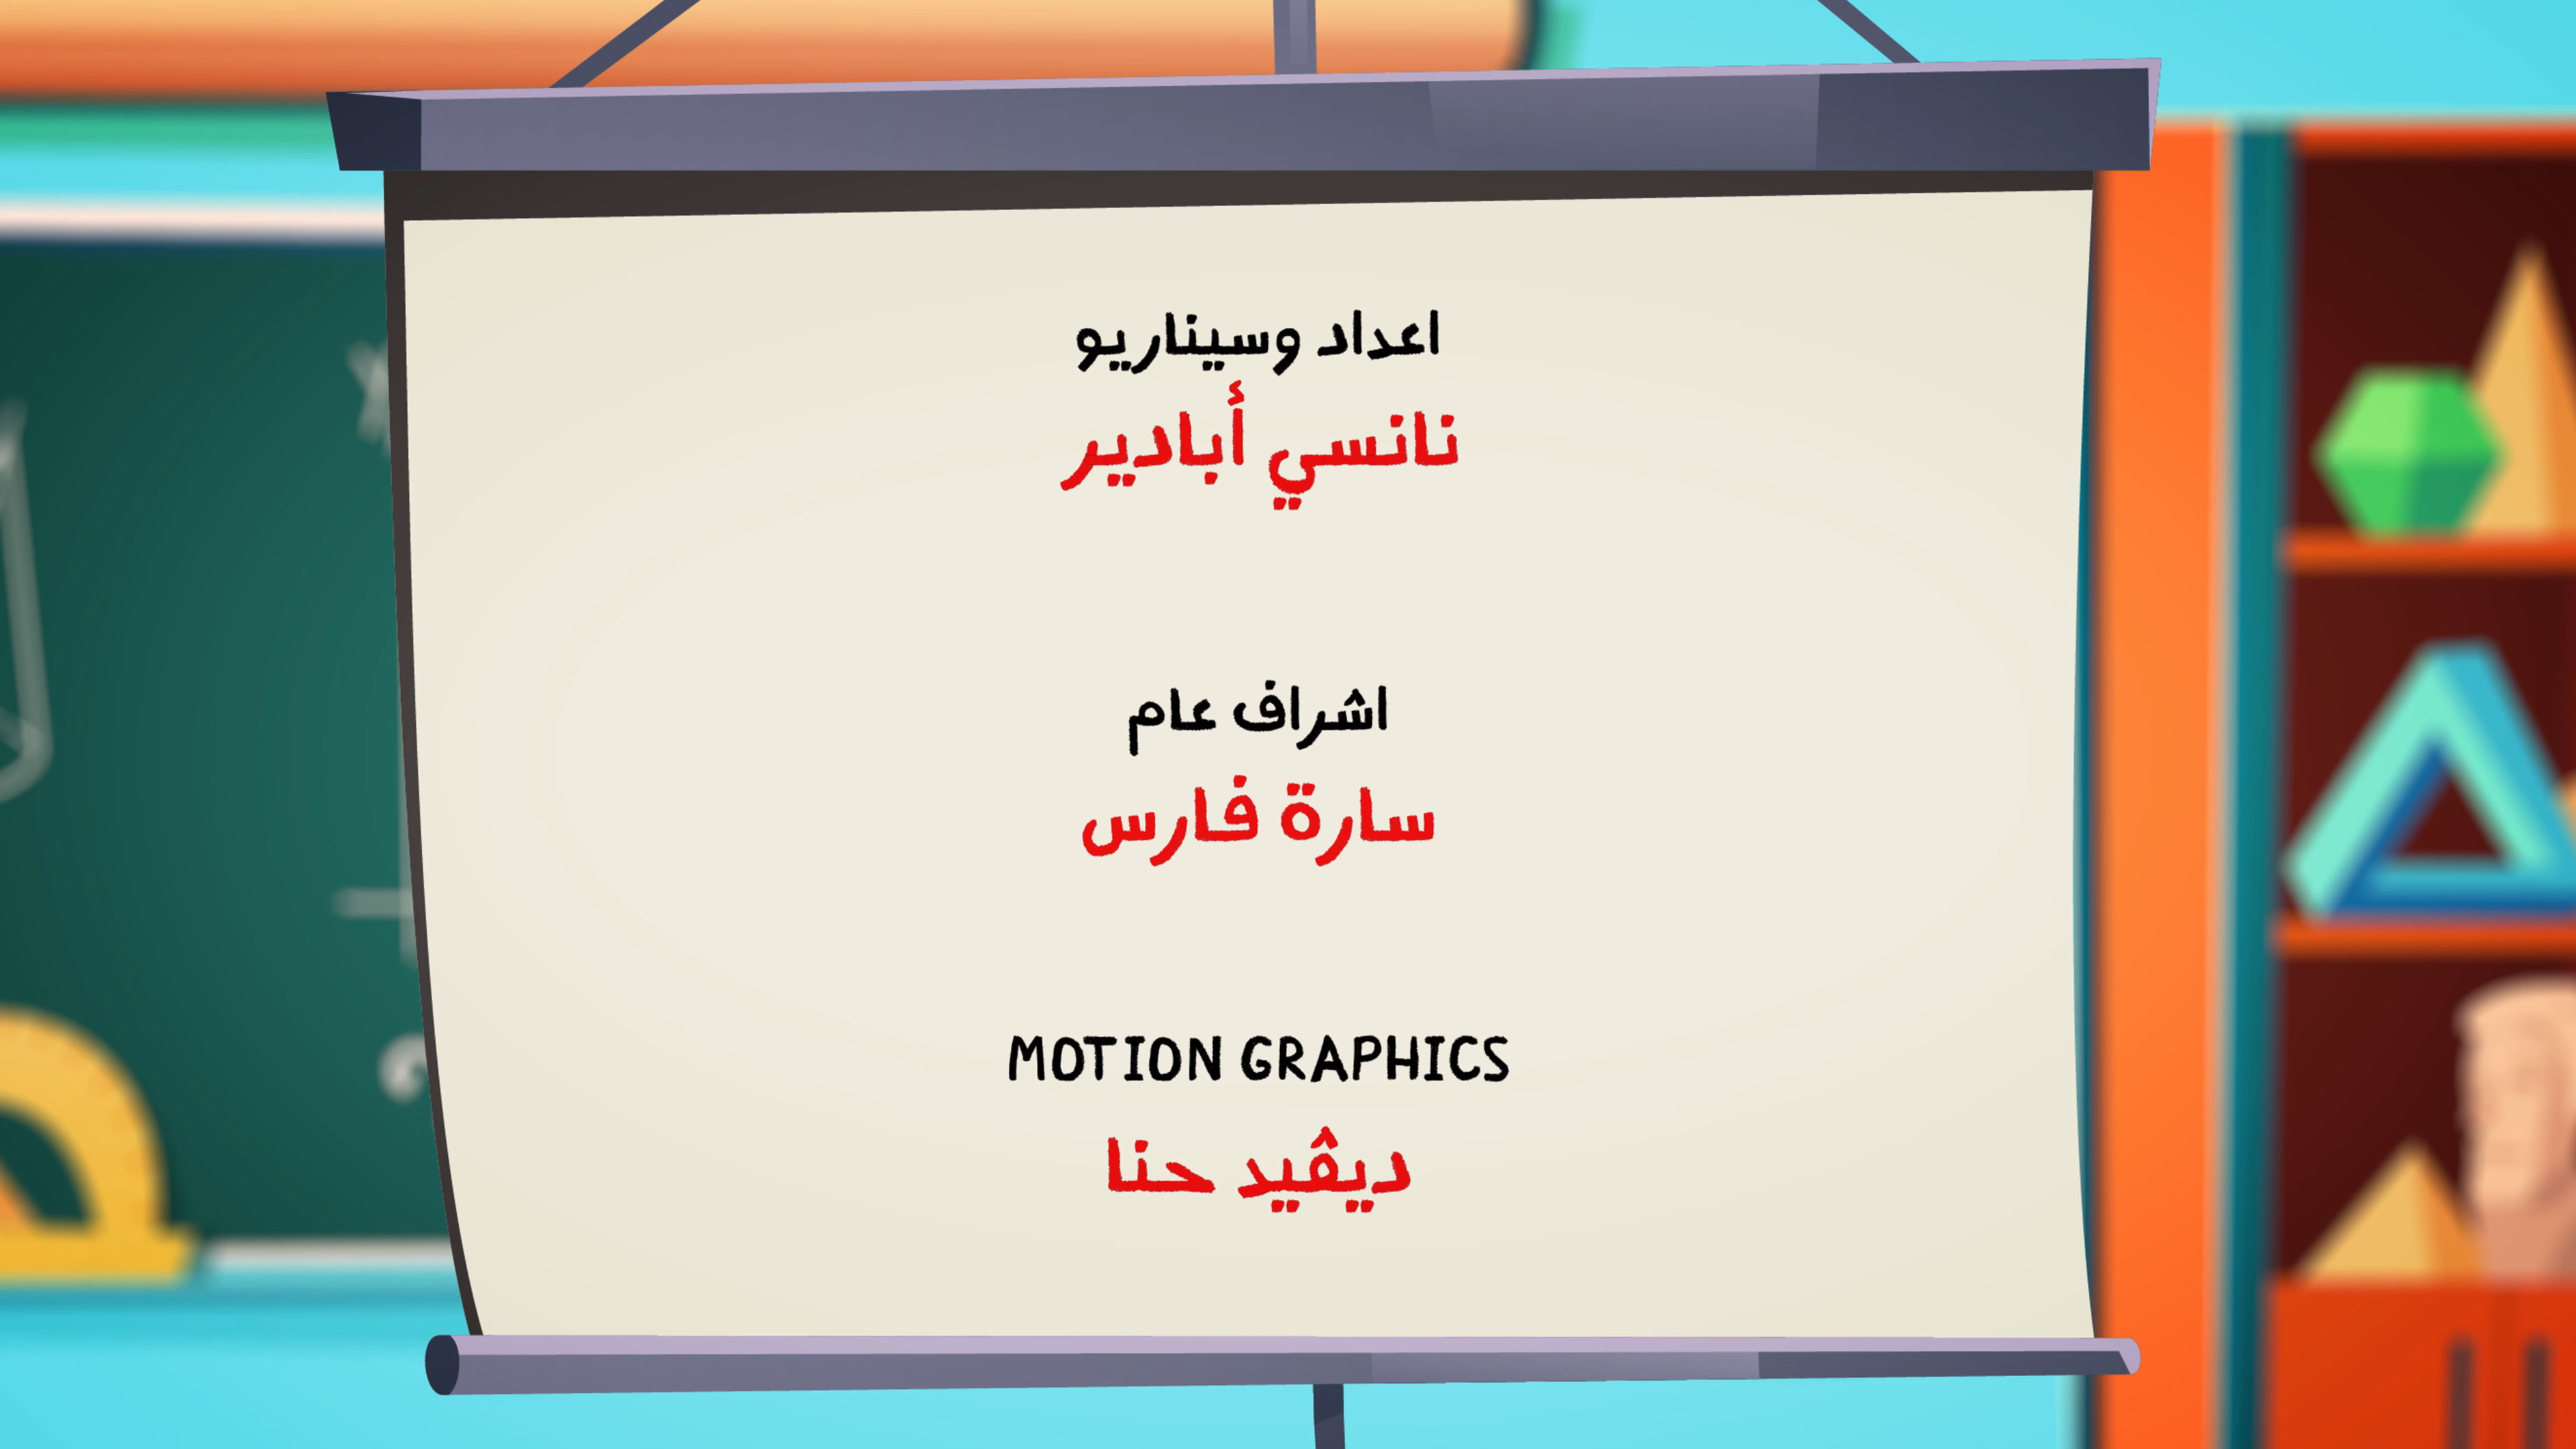 اعداد وسيناريو
نانسي أبادير
اشراف عام
سارة فارس
MOTION GRAPHICS
ديڤيد حنا